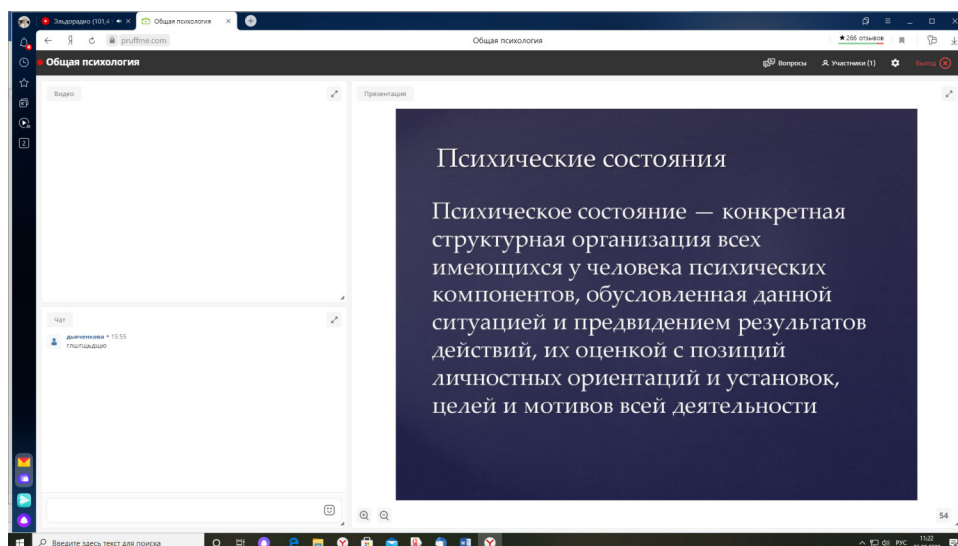 Эльдорадио (101,4
Общая психология
pruffme.com
Общая психология
★266 отзывов
Общая психология
Вопросы
Участники (1)
Выход
Видео
Презентация
Психические состояния
Психическое состояние — конкретная
структурная организация всех
имеющихся у человека психических
компонентов, обусловленная данной
ситуацией и предвидением результатов
действий, их оценкой с позиций
личностных ориентаций и установок,
целей и мотивов всей деятельности
Чат
дьяченкова • 15:55
2
54
Введите здесь текст для поиска
РУС
11:22